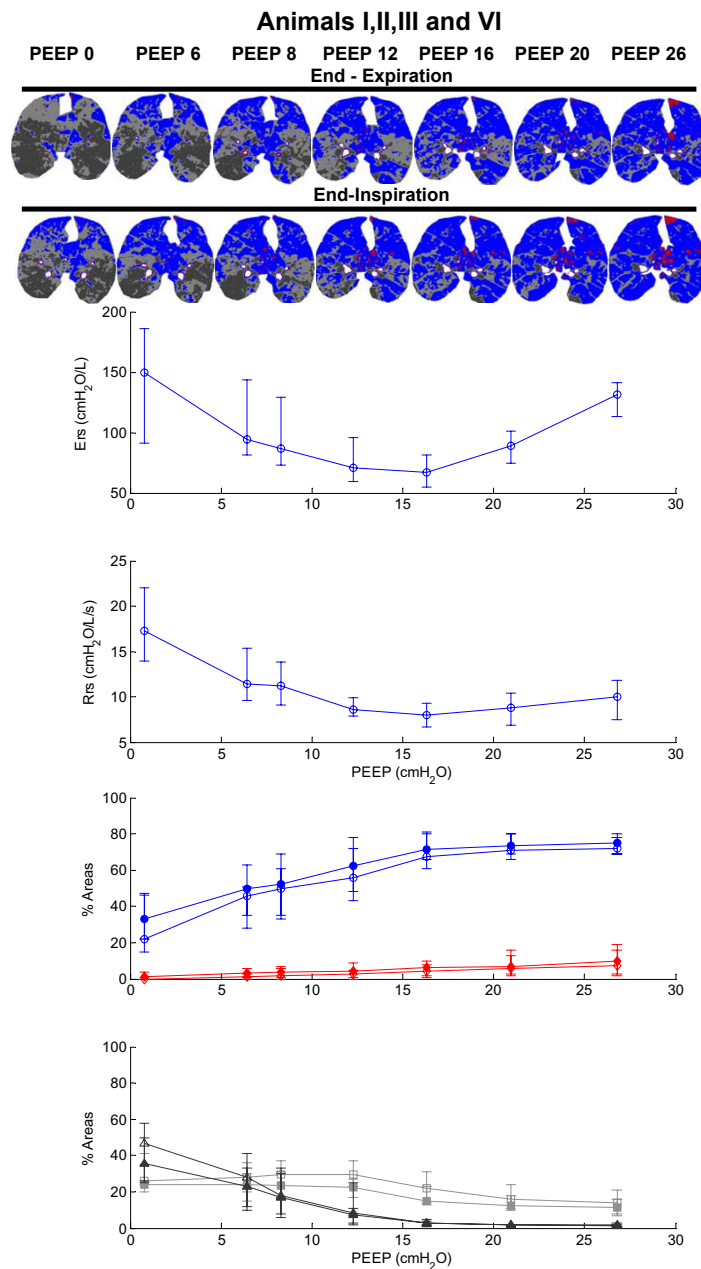 Animals I,II,III and VI
PEEP 0 PEEP 6 PEEP 8 PEEP 12 PEEP 16 PEEP 20 PEEP 26
End - Expiration
End-Inspiration
200
150
100
50
Ers (cmH₂O/L)
0 5 10 15 20 25 30
25
20
15
10
5
Rrs (cmH₂O/L/s)
0 5 10 15 20 25 30
PEEP (cmH₂O)
100
80
60
40
20
0
% Areas
0 5 10 15 20 25 30
100
80
60
40
20
0
% Areas
0 5 10 15 20 25 30
PEEP (cmH₂O)